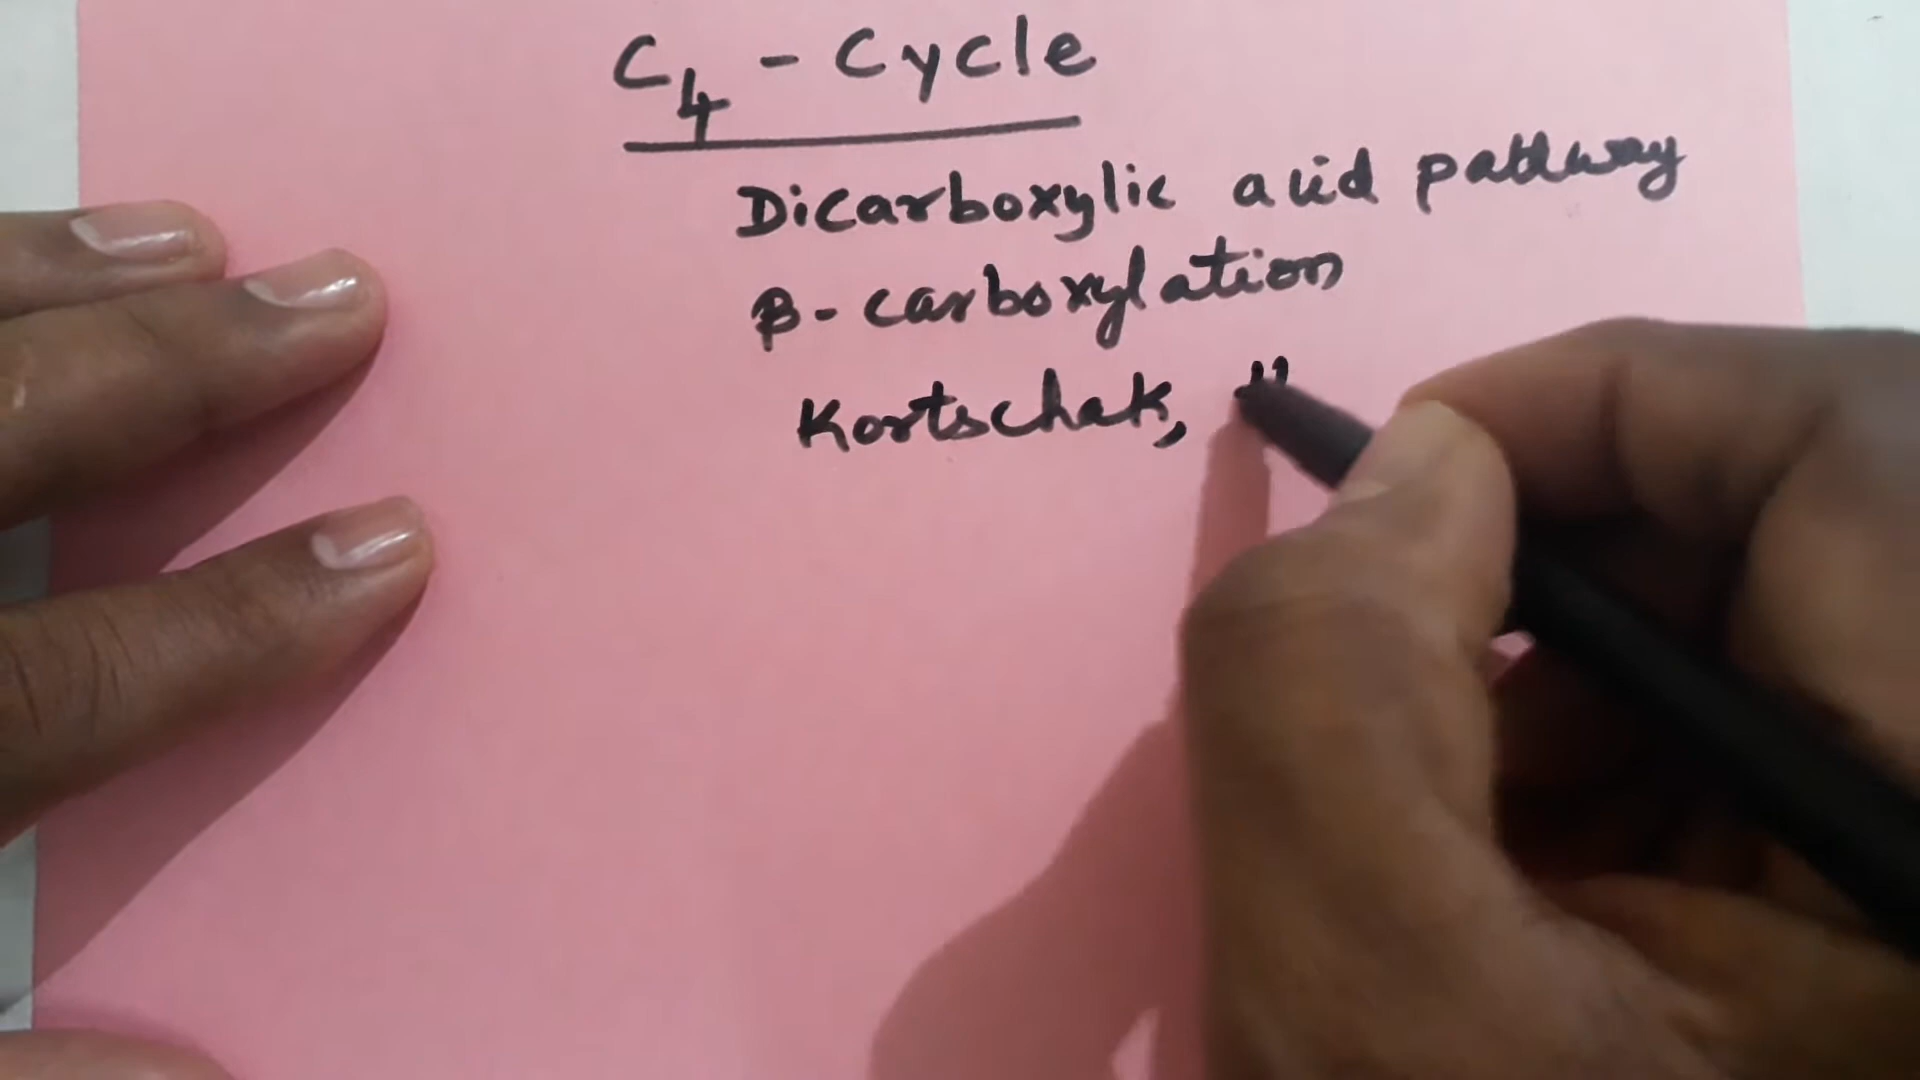 C4 - Cycle
Dicarboxylic acid pathway
β - carboxylation
Kortschak,